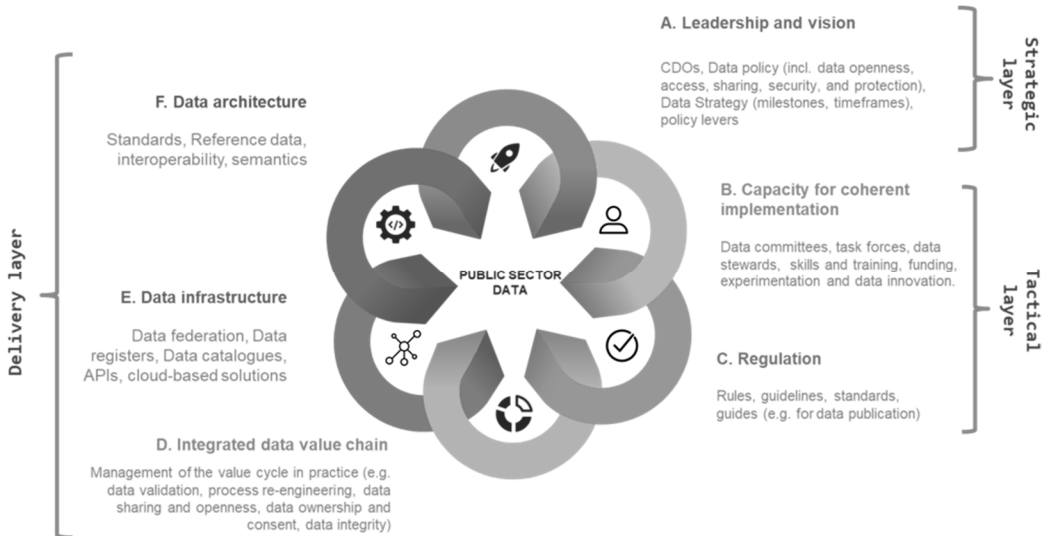 A. Leadership and vision
CDOs, Data policy (incl. data openness,
access, sharing, security, and protection),
Data Strategy (milestones, timeframes),
policy levers
Strategic
layer
B. Capacity for coherent
implementation
Data committees, task forces, data
stewards, skills and training, funding,
experimentation and data innovation.
C. Regulation
Rules, guidelines, standards,
guides (e.g. for data publication)
Tactical
layer
PUBLIC SECTOR
DATA
</>
D. Integrated data value chain
Management of the value cycle in practice (e.g.
data validation, process re-engineering, data
sharing and openness, data ownership and
consent, data integrity)
E. Data infrastructure
Data federation, Data
registers, Data catalogues,
APIs, cloud-based solutions
F. Data architecture
Standards, Reference data,
interoperability, semantics
Delivery layer